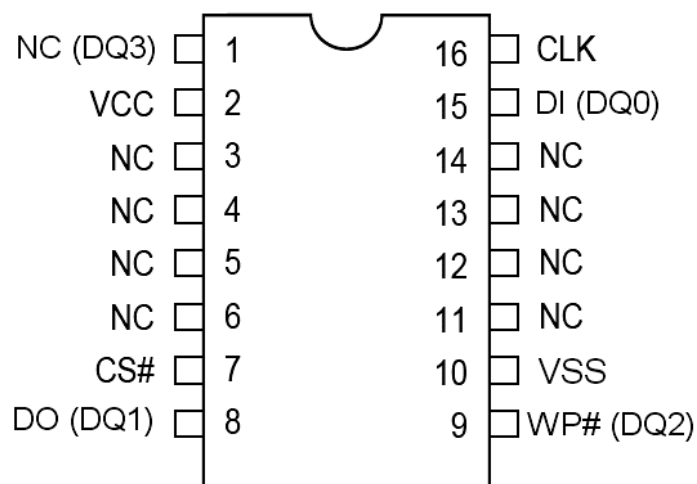 NC (DQ3) 1 16 CLK
VCC 2 15 DI (DQ0)
NC 3 14 NC
NC 4 13 NC
NC 5 12 NC
NC 6 11 NC
CS# 7 10 VSS
DO (DQ1) 8 9 WP# (DQ2)